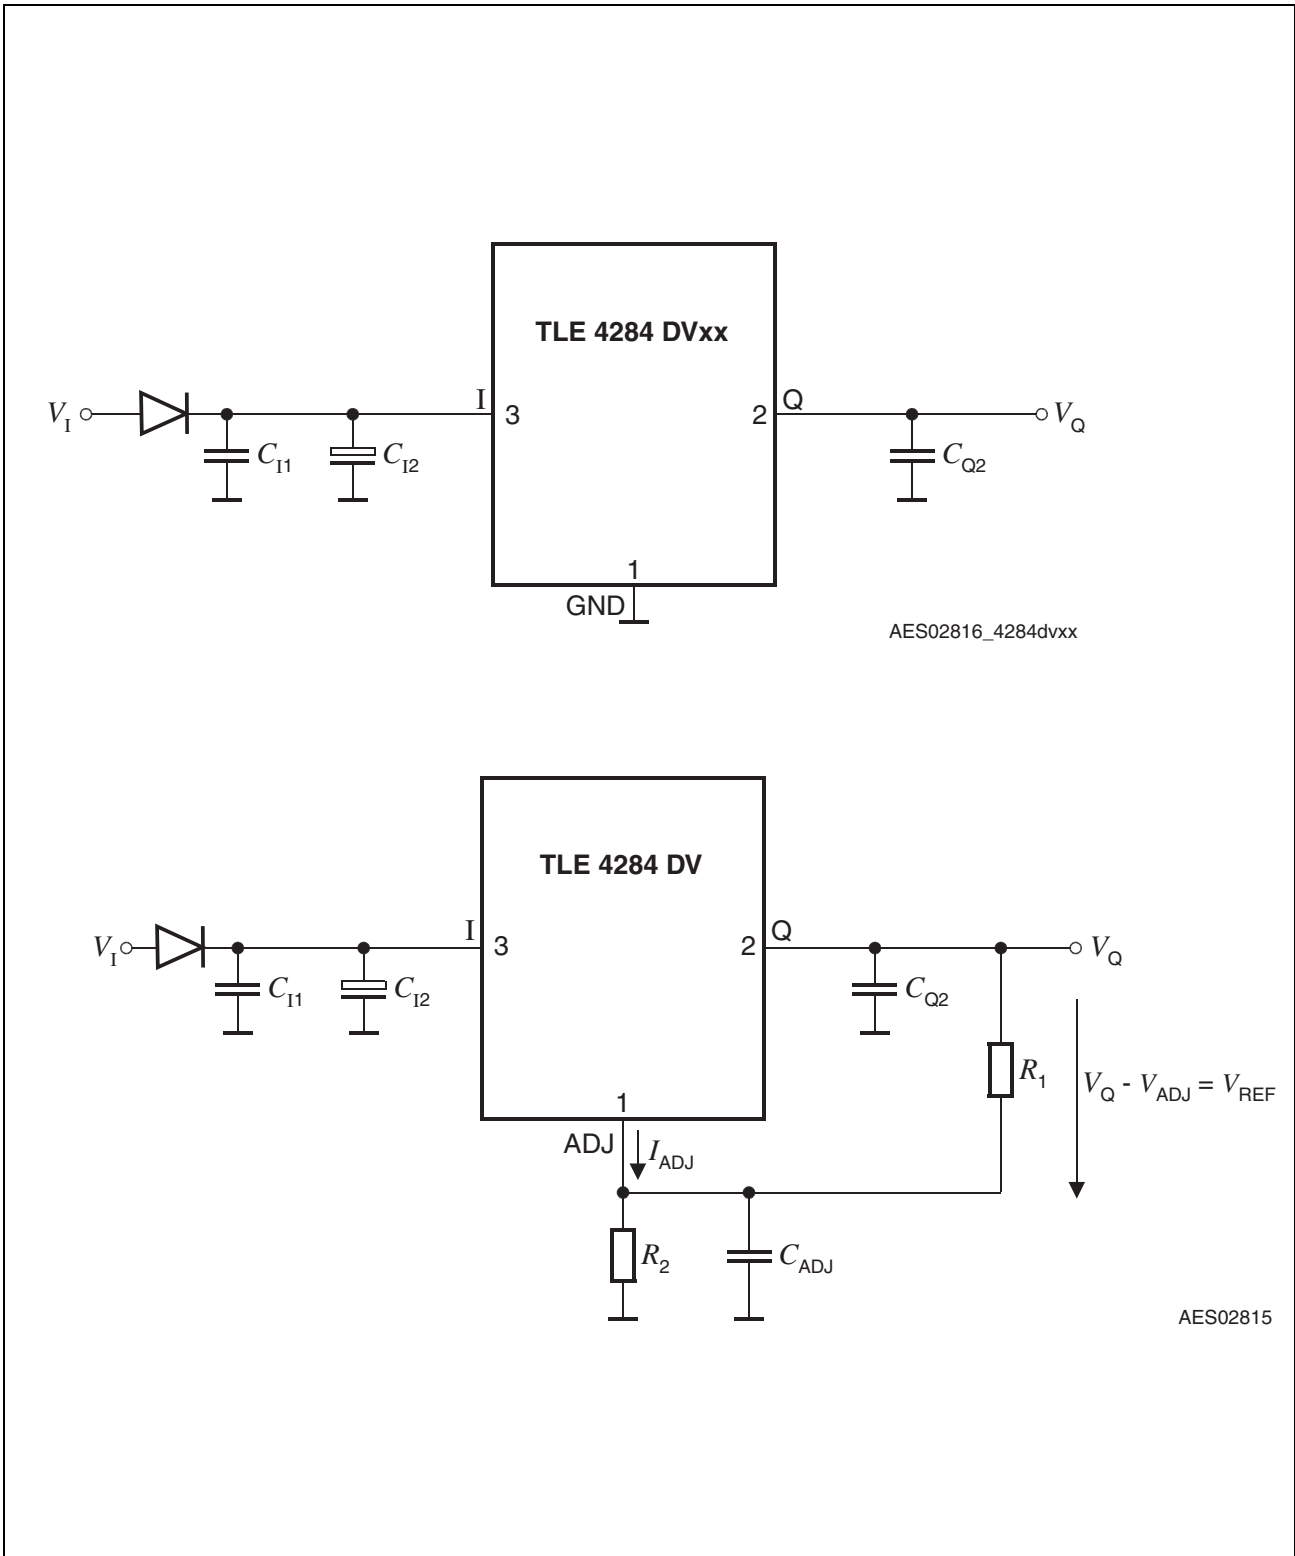 TLE 4284 DVxx
V_I
I
3
2
Q
V_Q
C_I1
C_I2
C_Q2
1
GND
AES02816_4284dvxx
TLE 4284 DV
V_I
I
3
2
Q
V_Q
C_I1
C_I2
C_Q2
R_1
V_Q - V_ADJ = V_REF
1
ADJ
I_ADJ
R_2
C_ADJ
AES02815